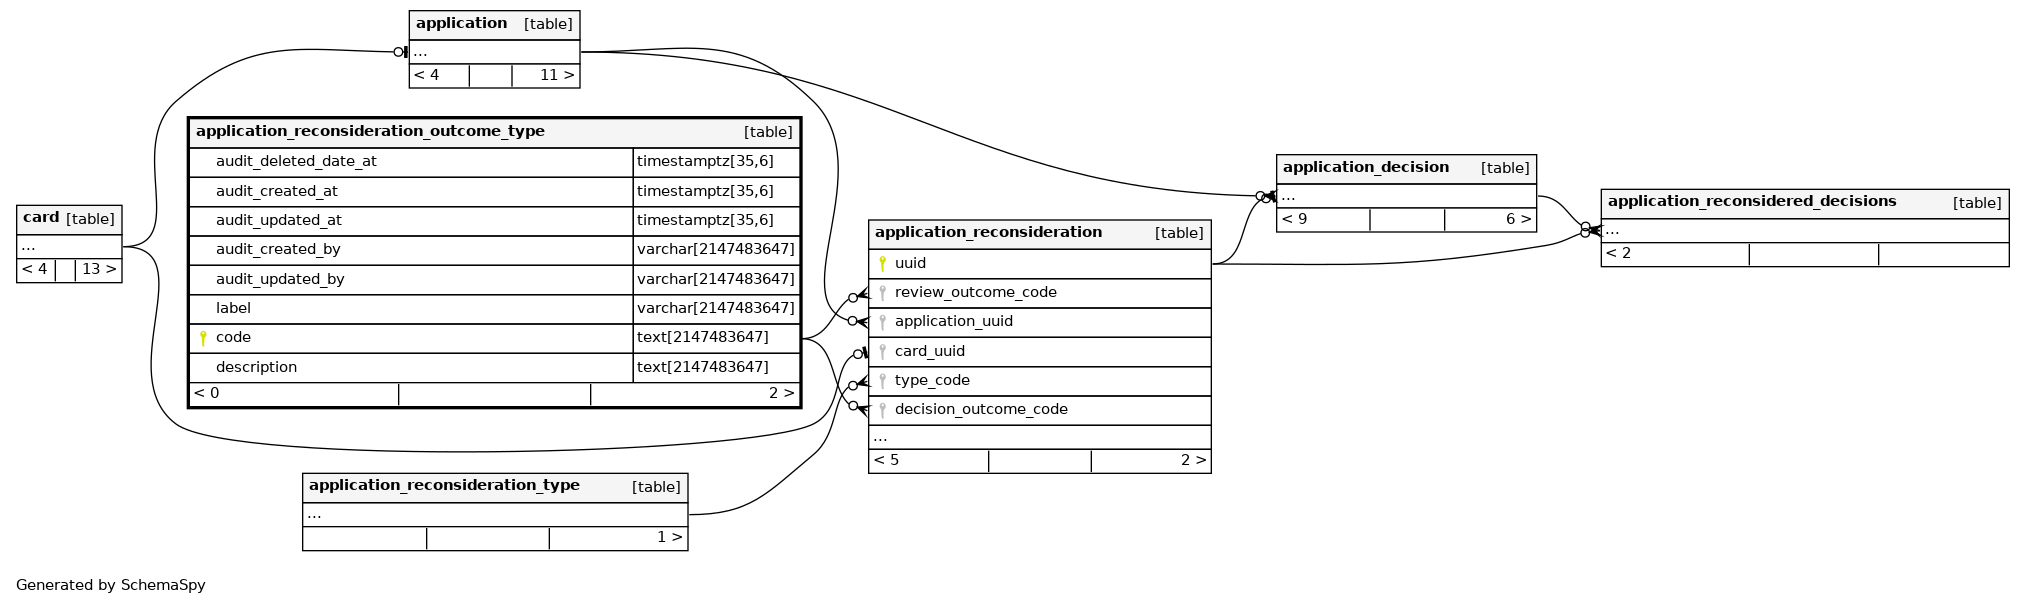 application [table]
...
< 4 11 >
application_reconsideration_outcome_type [table]
audit_deleted_date_at timestamptz[35,6]
audit_created_at timestamptz[35,6]
audit_updated_at timestamptz[35,6]
audit_created_by varchar[2147483647]
audit_updated_by varchar[2147483647]
label varchar[2147483647]
code text[2147483647]
description text[2147483647]
< 0 2 >
card [table]
...
< 4 13 >
application_reconsideration [table]
uuid
review_outcome_code
application_uuid
card_uuid
type_code
decision_outcome_code
...
< 5 2 >
application_decision [table]
...
< 9 6 >
application_reconsidered_decisions [table]
...
< 2
application_reconsideration_type [table]
...
1 >
Generated by SchemaSpy